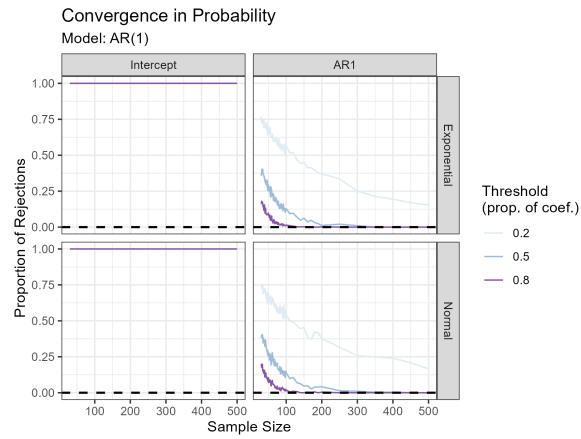 Convergence in Probability
Model: AR(1)
Intercept
AR1
Proportion of Rejections
1.00
0.75
0.50
0.25
0.00
Exponential
1.00
0.75
0.50
0.25
0.00
Normal
100 200 300 400 500
100 200 300 400 500
Sample Size
Threshold
(prop. of coef.)
0.2
0.5
0.8